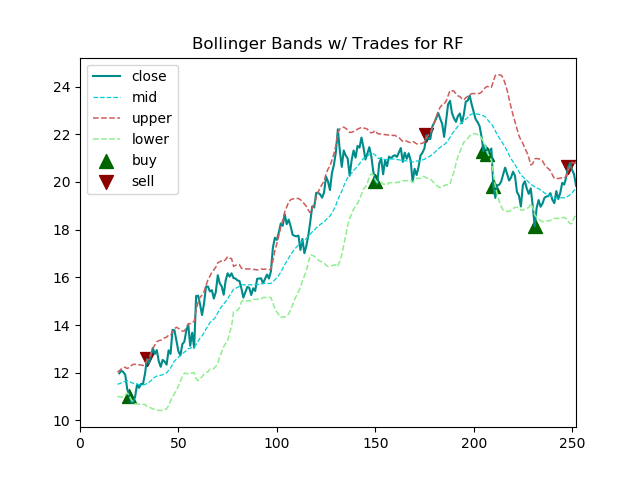 Bollinger Bands w/ Trades for RF
close
mid
upper
lower
buy
sell
24
22
20
18
16
14
12
10
0 50 100 150 200 250